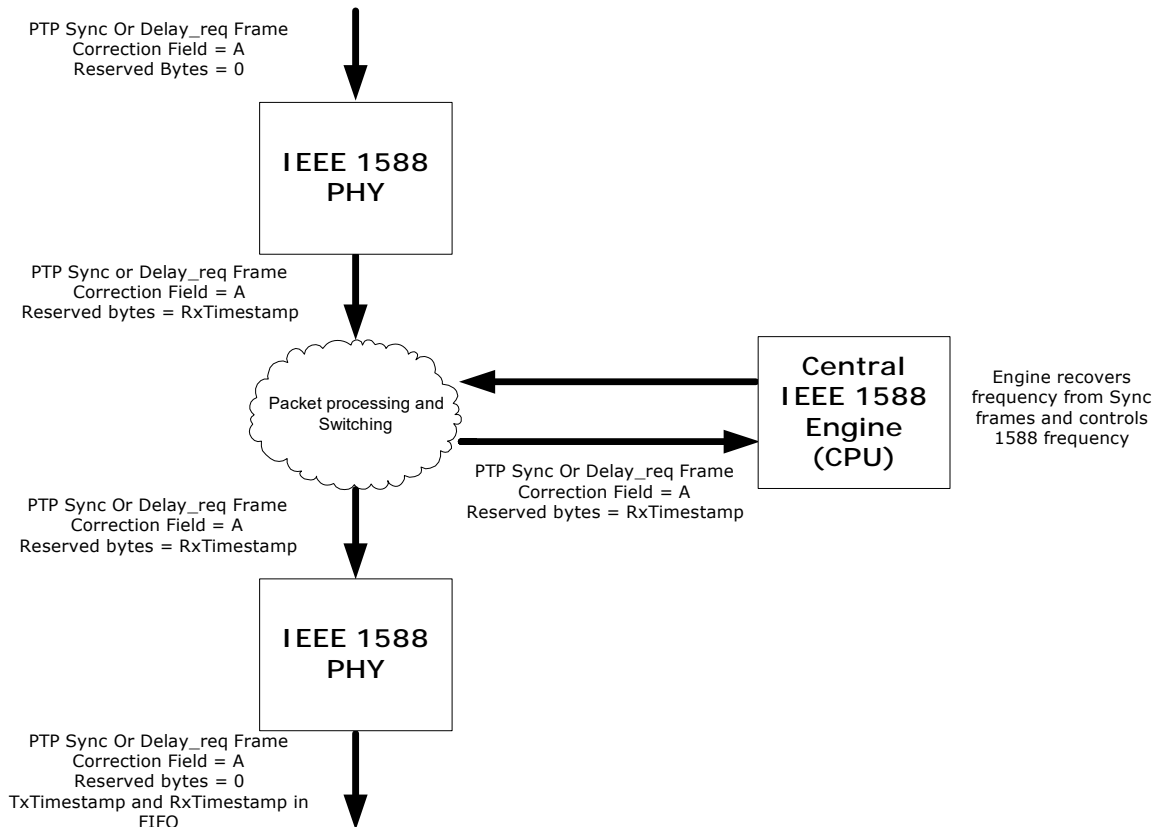 PTP Sync Or Delay_req Frame
Correction Field = A
Reserved Bytes = 0
IEEE 1588
PHY
PTP Sync or Delay_req Frame
Correction Field = A
Reserved bytes = RxTimestamp
Packet processing and
Switching
Central
IEEE 1588
Engine
(CPU)
Engine recovers
frequency from Sync
frames and controls
1588 frequency
PTP Sync Or Delay_req Frame
Correction Field = A
Reserved bytes = RxTimestamp
PTP Sync Or Delay_req Frame
Correction Field = A
Reserved bytes = RxTimestamp
IEEE 1588
PHY
PTP Sync Or Delay_req Frame
Correction Field = A
Reserved bytes = 0
TxTimestamp and RxTimestamp in
FIFO